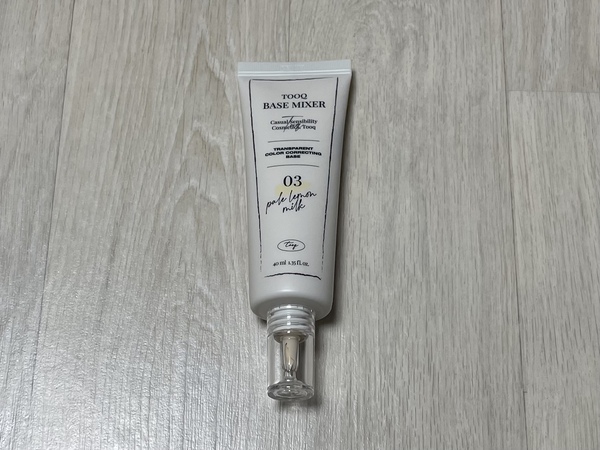 TOOQ
BASE MIXER
Casual Sensibility
Cosmetics, Tooq
TRANSPARENT
COLOR CORRECTING
BASE
03
pale lemon
milk
tooq
40 ml 1.35 fl.oz.